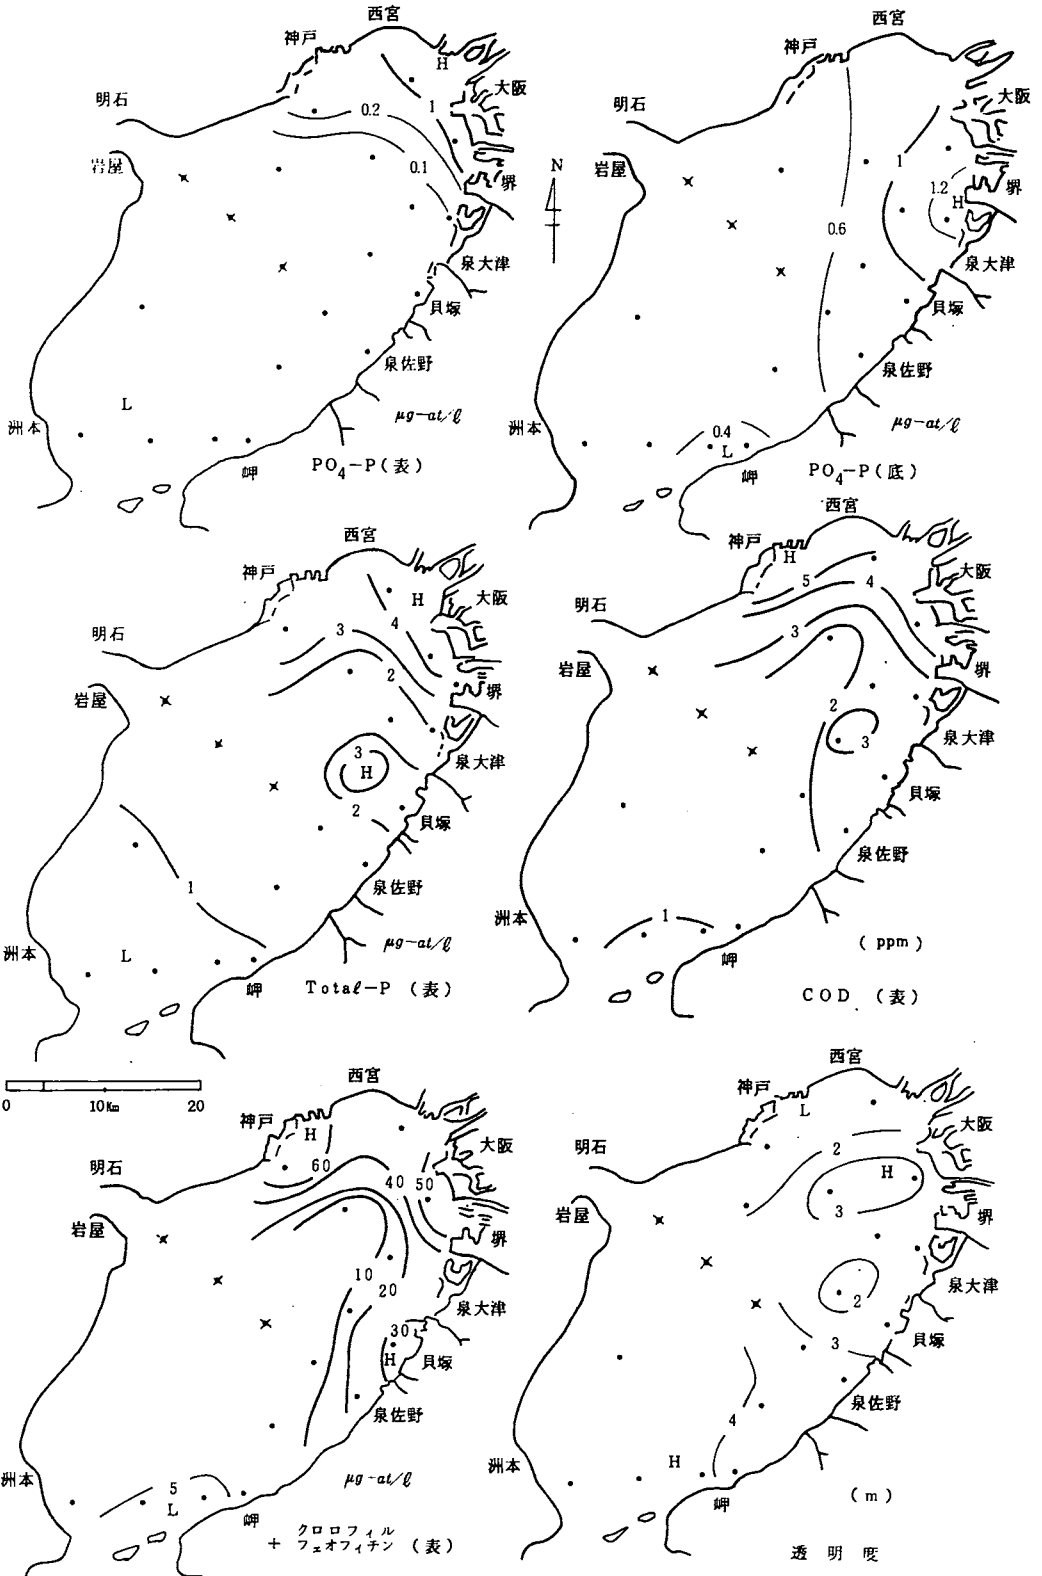 西宮
神戸
H
大阪
明石
0.2
1
岩屋
0.1
堺
泉大津
貝塚
泉佐野
L
洲本
μg-at/ℓ
岬
PO4-P(表)
N
西宮
神戸
大阪
明石
岩屋
1
1.2
H
堺
0.6
泉大津
貝塚
泉佐野
洲本
0.4
L
μg-at/ℓ
岬
PO4-P(底)
西宮
神戸
H
大阪
明石
3
4
2
岩屋
堺
3
H
泉大津
2
貝塚
1
泉佐野
洲本
L
μg-at/ℓ
岬
Total-P (表)
西宮
神戸
H
5
4
大阪
明石
3
岩屋
堺
2
3
泉大津
貝塚
泉佐野
洲本
1
(ppm)
岬
COD (表)
0 10Km 20
西宮
神戸
H
大阪
明石
60
40
50
岩屋
堺
10
20
泉大津
30
H
貝塚
泉佐野
洲本
5
L
μg-at/ℓ
岬
クロロフィル
+ フェオフィチン (表)
西宮
神戸
L
大阪
明石
2
H
3
岩屋
堺
2
泉大津
3
貝塚
泉佐野
4
洲本
H
(m)
岬
透明度